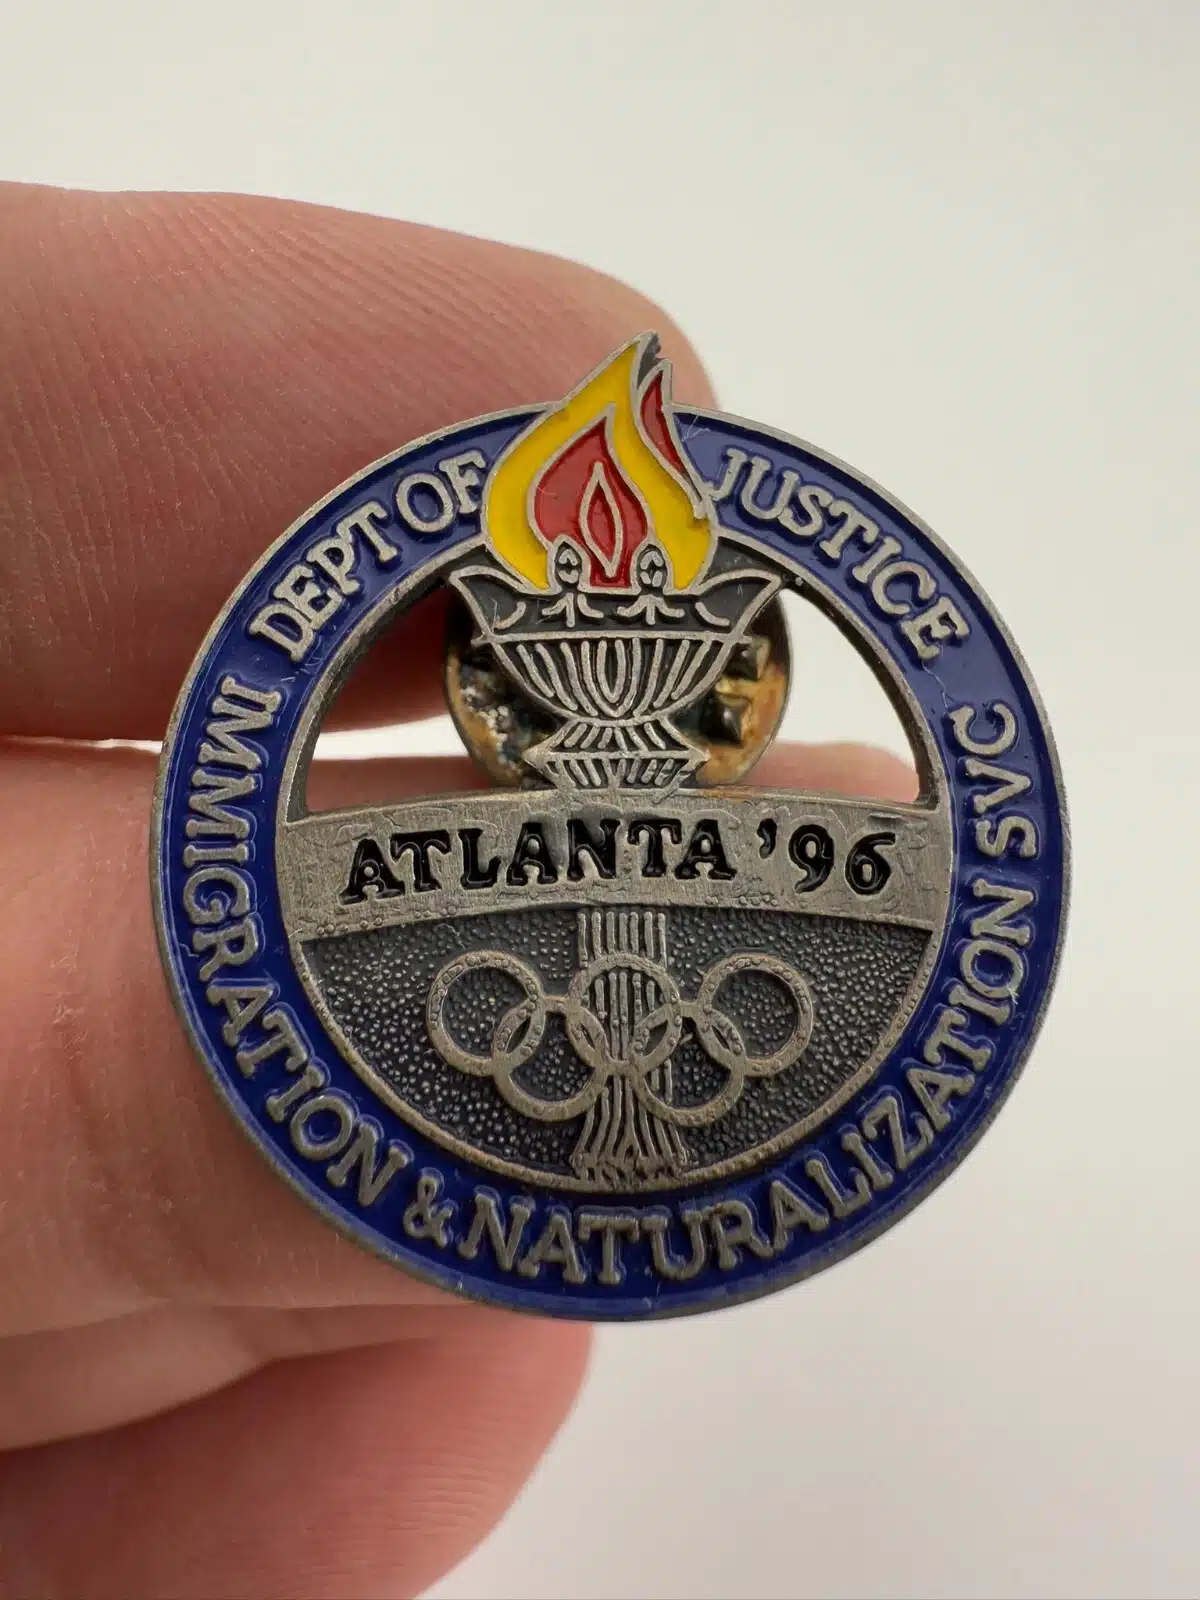 DEPT OF JUSTICE
IMMIGRATION & NATURALIZATION SVC
ATLANTA '96